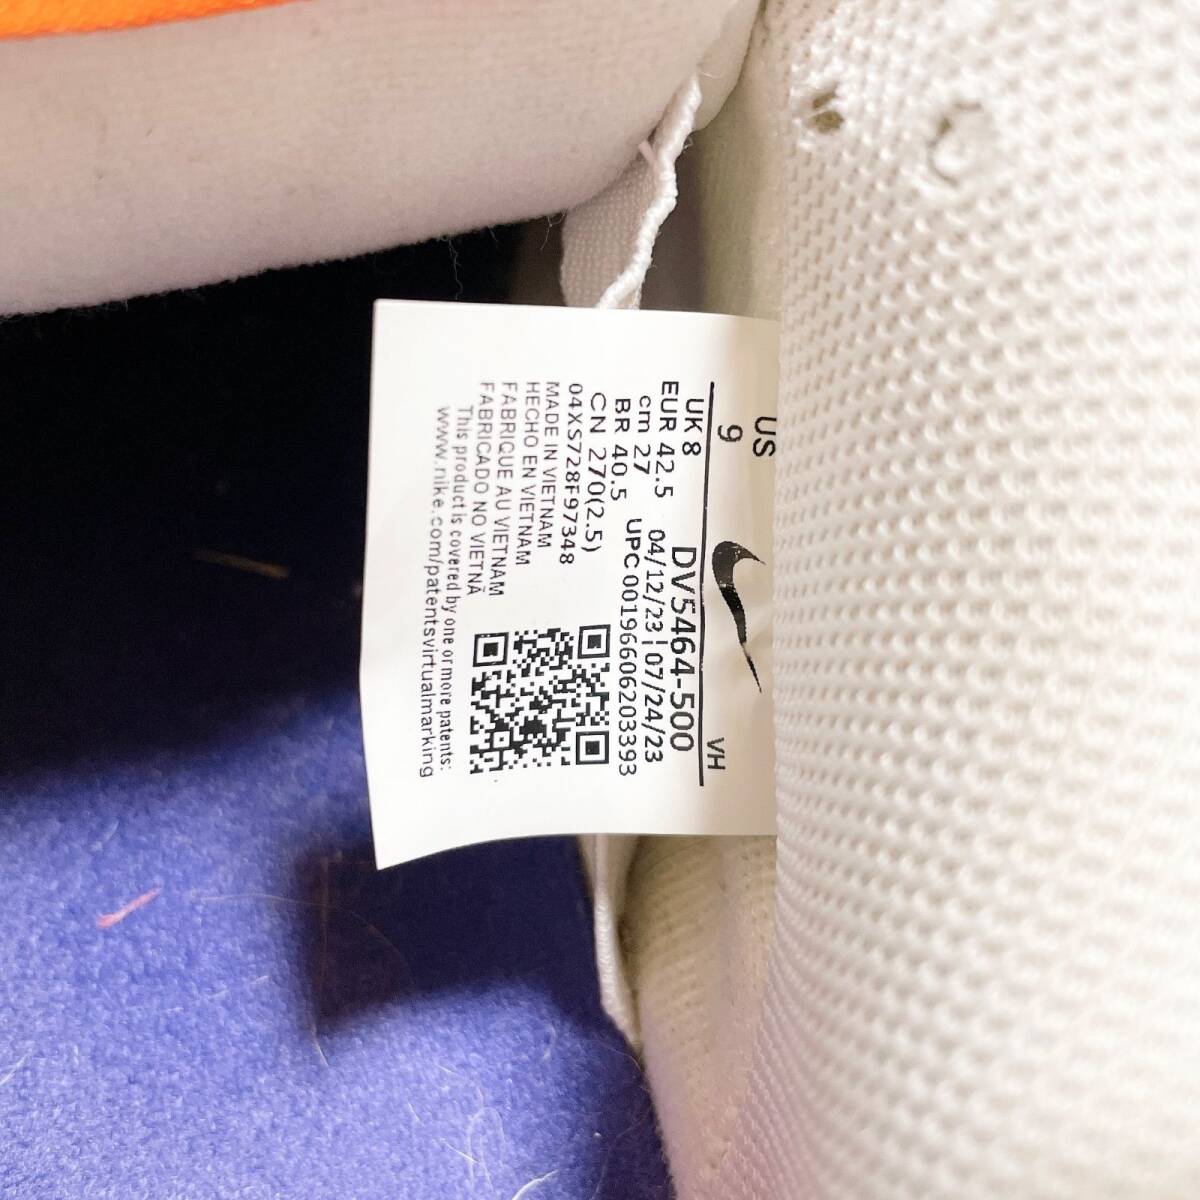 US
9
VH
UK 8
EUR 42.5
cm 27
BR 40.5
CN 270(2.5)
DV5464-500
04/12/23 | 07/24/23
UPC 00196606203393
04XS728F97348
MADE IN VIETNAM
HECHO EN VIETNAM
FABRIQUE AU VIETNAM
FABRICADO NO VIETNÃ
This product is covered by one or more patents:
www.nike.com/patentsvirtualmarking